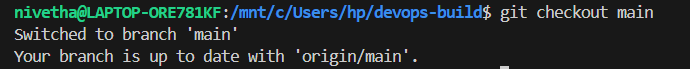 nivetha@LAPTOP-ORE781KF:/mnt/c/Users/hp/devops-build$ git checkout main
Switched to branch 'main'
Your branch is up to date with 'origin/main'.